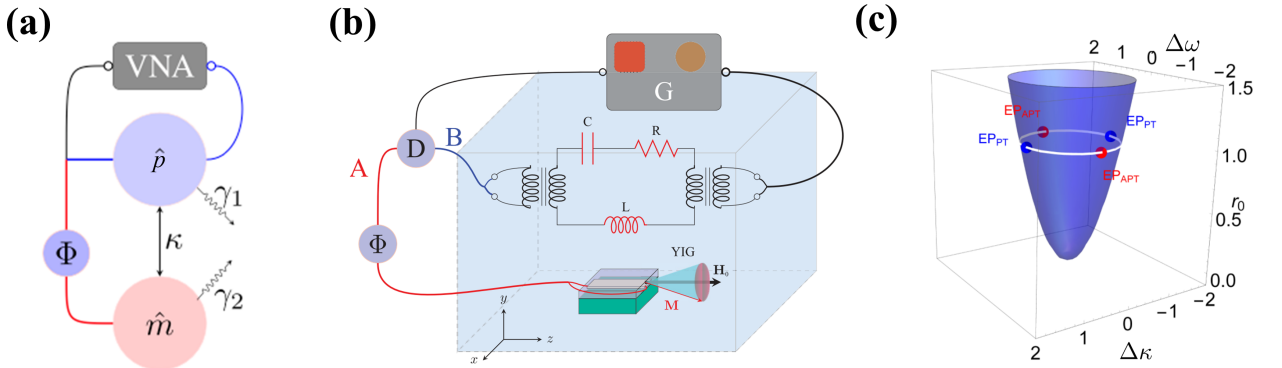 (a)
VNA
p̂
γ₁
κ
Φ
γ₂
m̂
(b)
G
D
B
A
C
R
L
Φ
YIG
H₀
M
y
z
x
(c)
2
1
0
−1
−2
Δω
1.5
1.0
r₀
0.5
0.0
EP_APT
EP_PT
EP_PT
EP_APT
2
1
0
−1
−2
Δκ